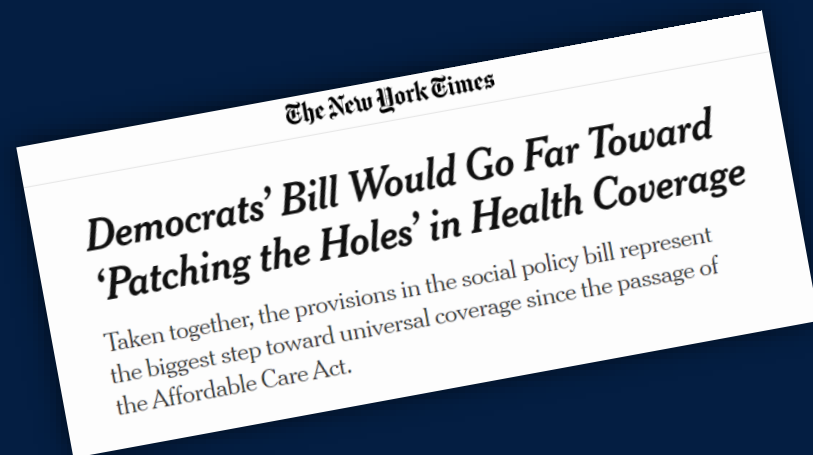 The New York Times
Democrats’ Bill Would Go Far Toward
‘Patching the Holes’ in Health Coverage
Taken together, the provisions in the social policy bill represent
the biggest step toward universal coverage since the passage of
the Affordable Care Act.